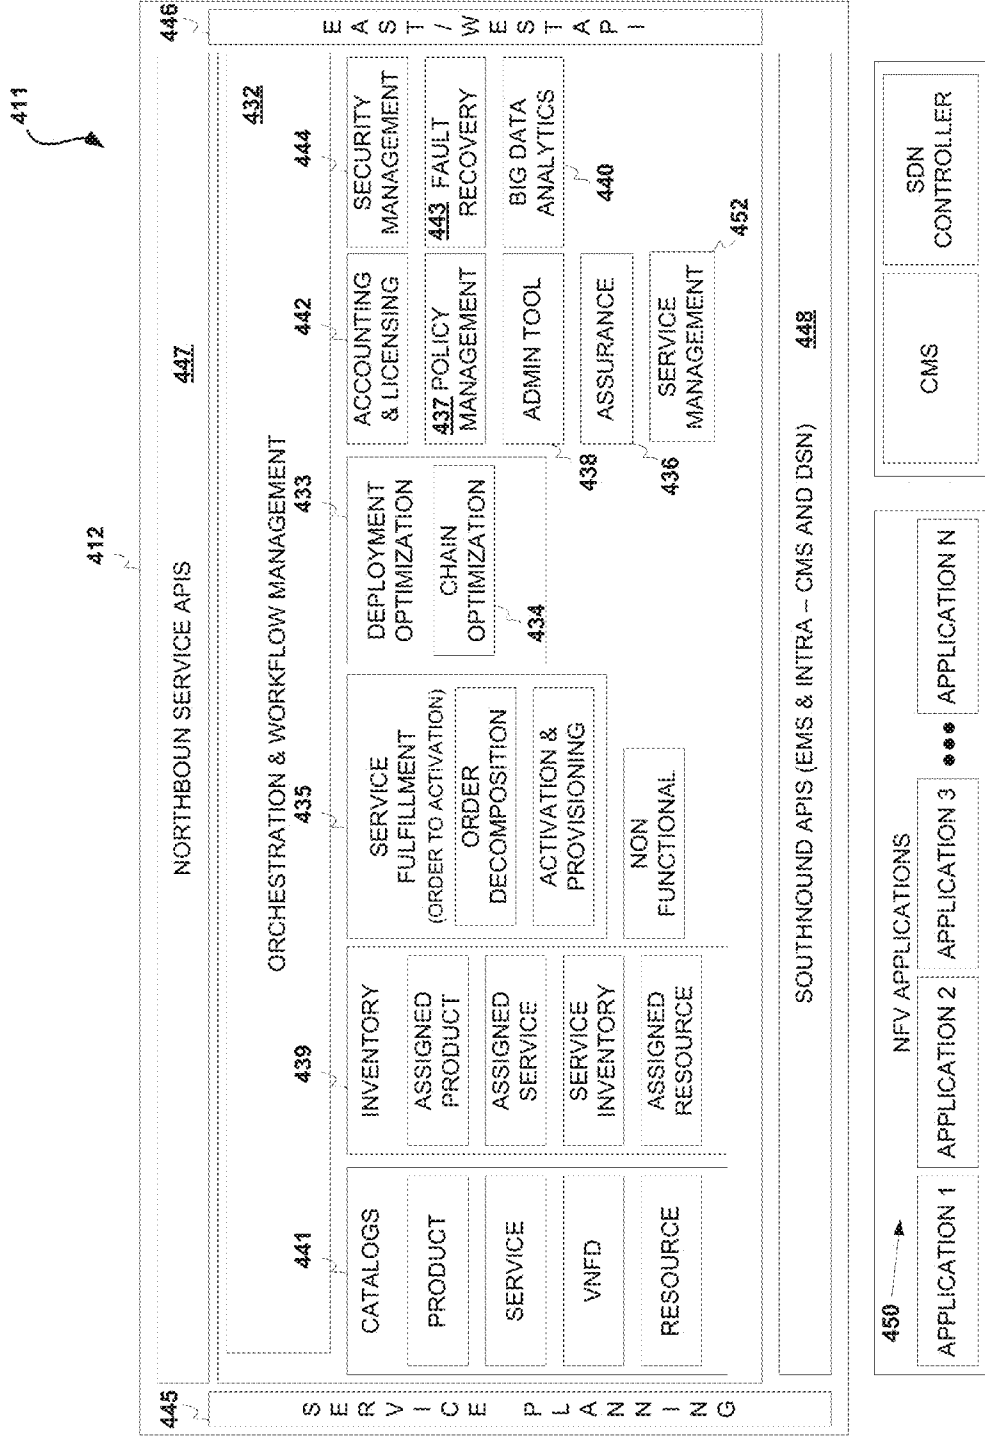 411
412
445
446
NORTHBOUN SERVICE APIS
447
SERVICE PLANNING
EAST/WEST API
ORCHESTRATION & WORKFLOW MANAGEMENT
432
441
CATALOGS
PRODUCT
SERVICE
VNFD
RESOURCE
439
INVENTORY
ASSIGNED
PRODUCT
ASSIGNED
SERVICE
SERVICE
INVENTORY
ASSIGNED
RESOURCE
435
SERVICE
FULFILLMENT
(ORDER TO ACTIVATION)
ORDER
DECOMPOSITION
ACTIVATION &
PROVISIONING
NON
FUNCTIONAL
433
DEPLOYMENT
OPTIMIZATION
CHAIN
OPTIMIZATION
434
442
ACCOUNTING
& LICENSING
437 POLICY
MANAGEMENT
ADMIN TOOL
438
ASSURANCE
436
SERVICE
MANAGEMENT
452
444
SECURITY
MANAGEMENT
443 FAULT
RECOVERY
BIG DATA
ANALYTICS
440
SOUTHNOUND APIS (EMS & INTRA – CMS AND DSN)
448
450
NFV APPLICATIONS
APPLICATION 1
APPLICATION 2
APPLICATION 3
APPLICATION N
CMS
SDN
CONTROLLER